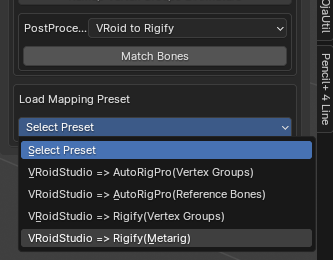 PostProce... VRoid to Rigify
Match Bones
Load Mapping Preset
Select Preset
Select Preset
VRoidStudio => AutoRigPro(Vertex Groups)
VRoidStudio => AutoRigPro(Reference Bones)
VRoidStudio => Rigify(Vertex Groups)
VRoidStudio => Rigify(Metarig)
OjaUtil
Pencil+ 4 Line